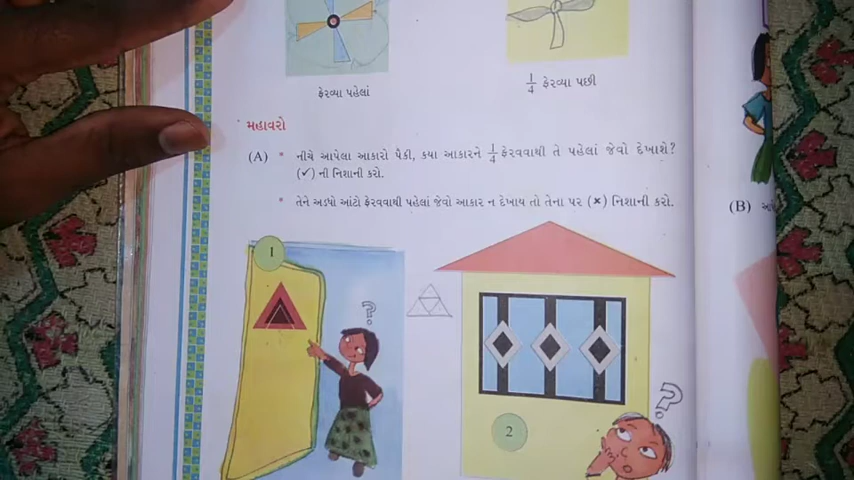 ફેરવ્યા પહેલાં
1/4 ફેરવ્યા પછી
મહાવરો
(A) * નીચે આપેલા આકારો પૈકી, કયા આકારને 1/4 ફેરવવાથી તે પહેલાં જેવો દેખાશે?
(✓) ની નિશાની કરો.
* તેને અડધો આંટો ફેરવવાથી પહેલાં જેવો આકાર ન દેખાય તો તેના પર (×) નિશાની કરો.
(B)
1
?
2
?